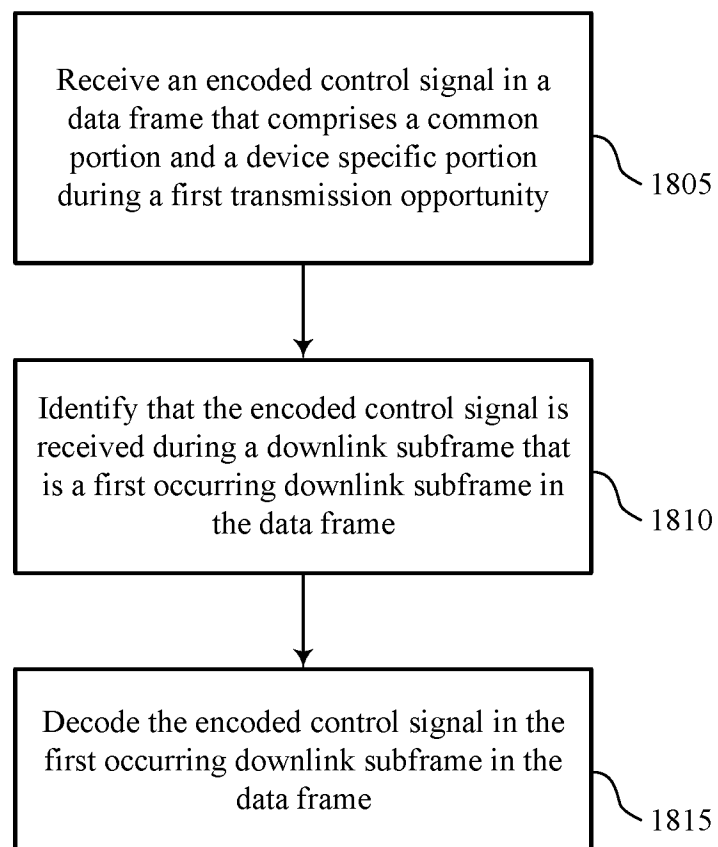 Receive an encoded control signal in a
data frame that comprises a common
portion and a device specific portion
during a first transmission opportunity
1805
Identify that the encoded control signal is
received during a downlink subframe that
is a first occurring downlink subframe in
the data frame
1810
Decode the encoded control signal in the
first occurring downlink subframe in the
data frame
1815